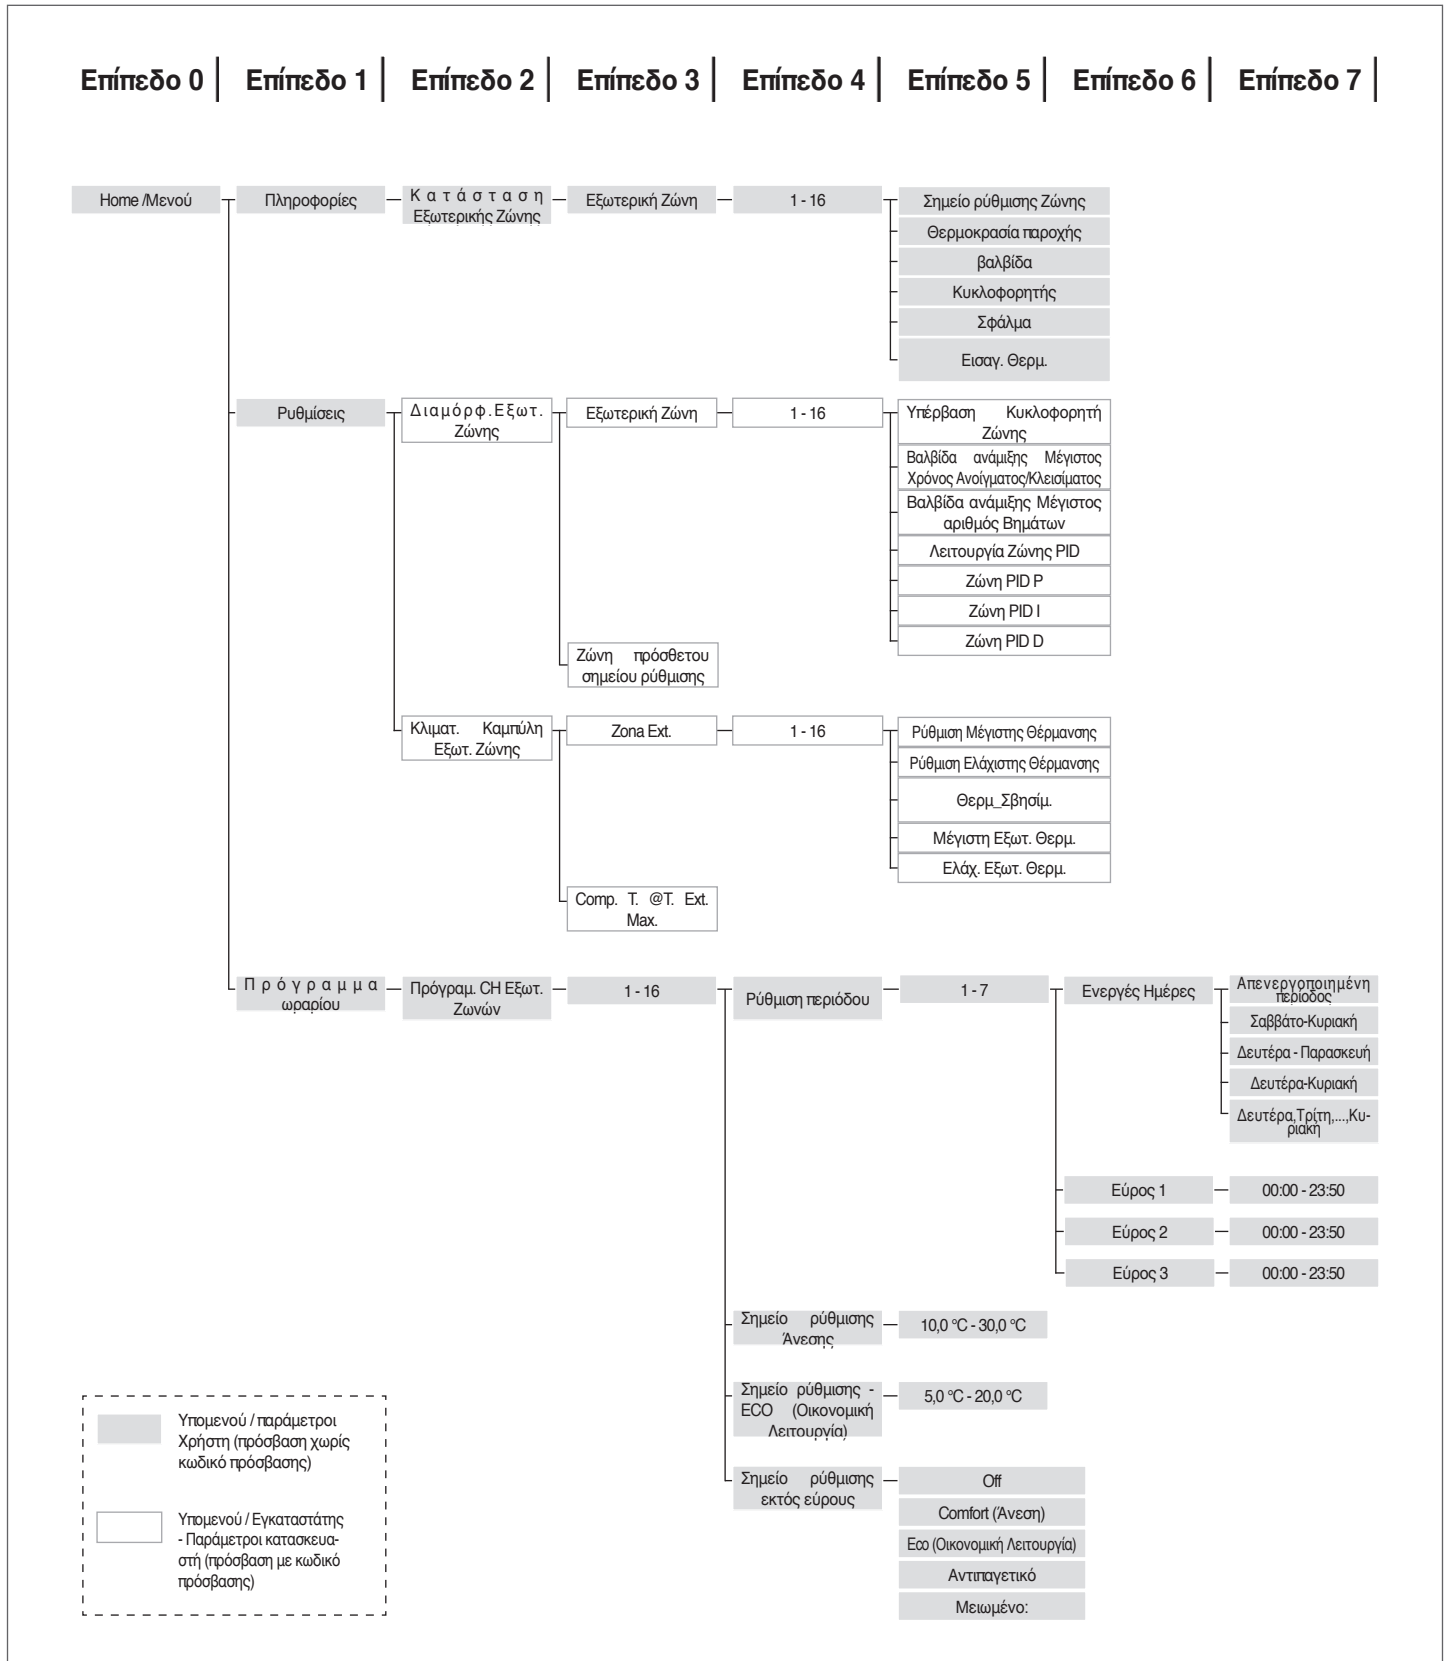 Επίπεδο 0 Επίπεδο 1 Επίπεδο 2 Επίπεδο 3 Επίπεδο 4 Επίπεδο 5 Επίπεδο 6 Επίπεδο 7
Home /Μενού
Πληροφορίες
Κατάσταση
Εξωτερικής Ζώνης
Εξωτερική Ζώνη
1 - 16
Σημείο ρύθμισης Ζώνης
Θερμοκρασία παροχής
βαλβίδα
Κυκλοφορητής
Σφάλμα
Εισαγ. Θερμ.
Ρυθμίσεις
Διαμόρφ.Εξωτ.
Ζώνης
Εξωτερική Ζώνη
1 - 16
Υπέρβαση Κυκλοφορητή
Ζώνης
Βαλβίδα ανάμιξης Μέγιστος
Χρόνος Ανοίγματος/Κλεισίματος
Βαλβίδα ανάμιξης Μέγιστος
αριθμός Βημάτων
Λειτουργία Ζώνης PID
Ζώνη PID P
Ζώνη PID I
Ζώνη PID D
Ζώνη πρόσθετου
σημείου ρύθμισης
Κλιματ. Καμπύλη
Εξωτ. Ζώνης
Zona Ext.
1 - 16
Ρύθμιση Μέγιστης Θέρμανσης
Ρύθμιση Ελάχιστης Θέρμανσης
Θερμ_Σβησίμ.
Μέγιστη Εξωτ. Θερμ.
Ελάχ. Εξωτ. Θερμ.
Comp. T. @T. Ext.
Max.
Πρόγραμμα
ωραρίου
Πρόγραμ. CH Εξωτ.
Ζωνών
1 - 16
Ρύθμιση περιόδου
1 - 7
Ενεργές Ημέρες
Απενεργοποιημένη
περίοδος
Σαββάτο-Κυριακή
Δευτέρα - Παρασκευή
Δευτέρα-Κυριακή
Δευτέρα,Τρίτη,...,Κυ-
ριακή
Εύρος 1
00:00 - 23:50
Εύρος 2
00:00 - 23:50
Εύρος 3
00:00 - 23:50
Σημείο ρύθμισης
Άνεσης
10,0 °C - 30,0 °C
Σημείο ρύθμισης -
ECO (Οικονομική
Λειτουργία)
5,0 °C - 20,0 °C
Σημείο ρύθμισης
εκτός εύρους
Off
Comfort (Άνεση)
Eco (Οικονομική Λειτουργία)
Αντιπαγετικό
Μειωμένο:
Υπομενού / παράμετροι
Χρήστη (πρόσβαση χωρίς
κωδικό πρόσβασης)
Υπομενού / Εγκαταστάτης
- Παράμετροι κατασκευα-
στή (πρόσβαση με κωδικό
πρόσβασης)